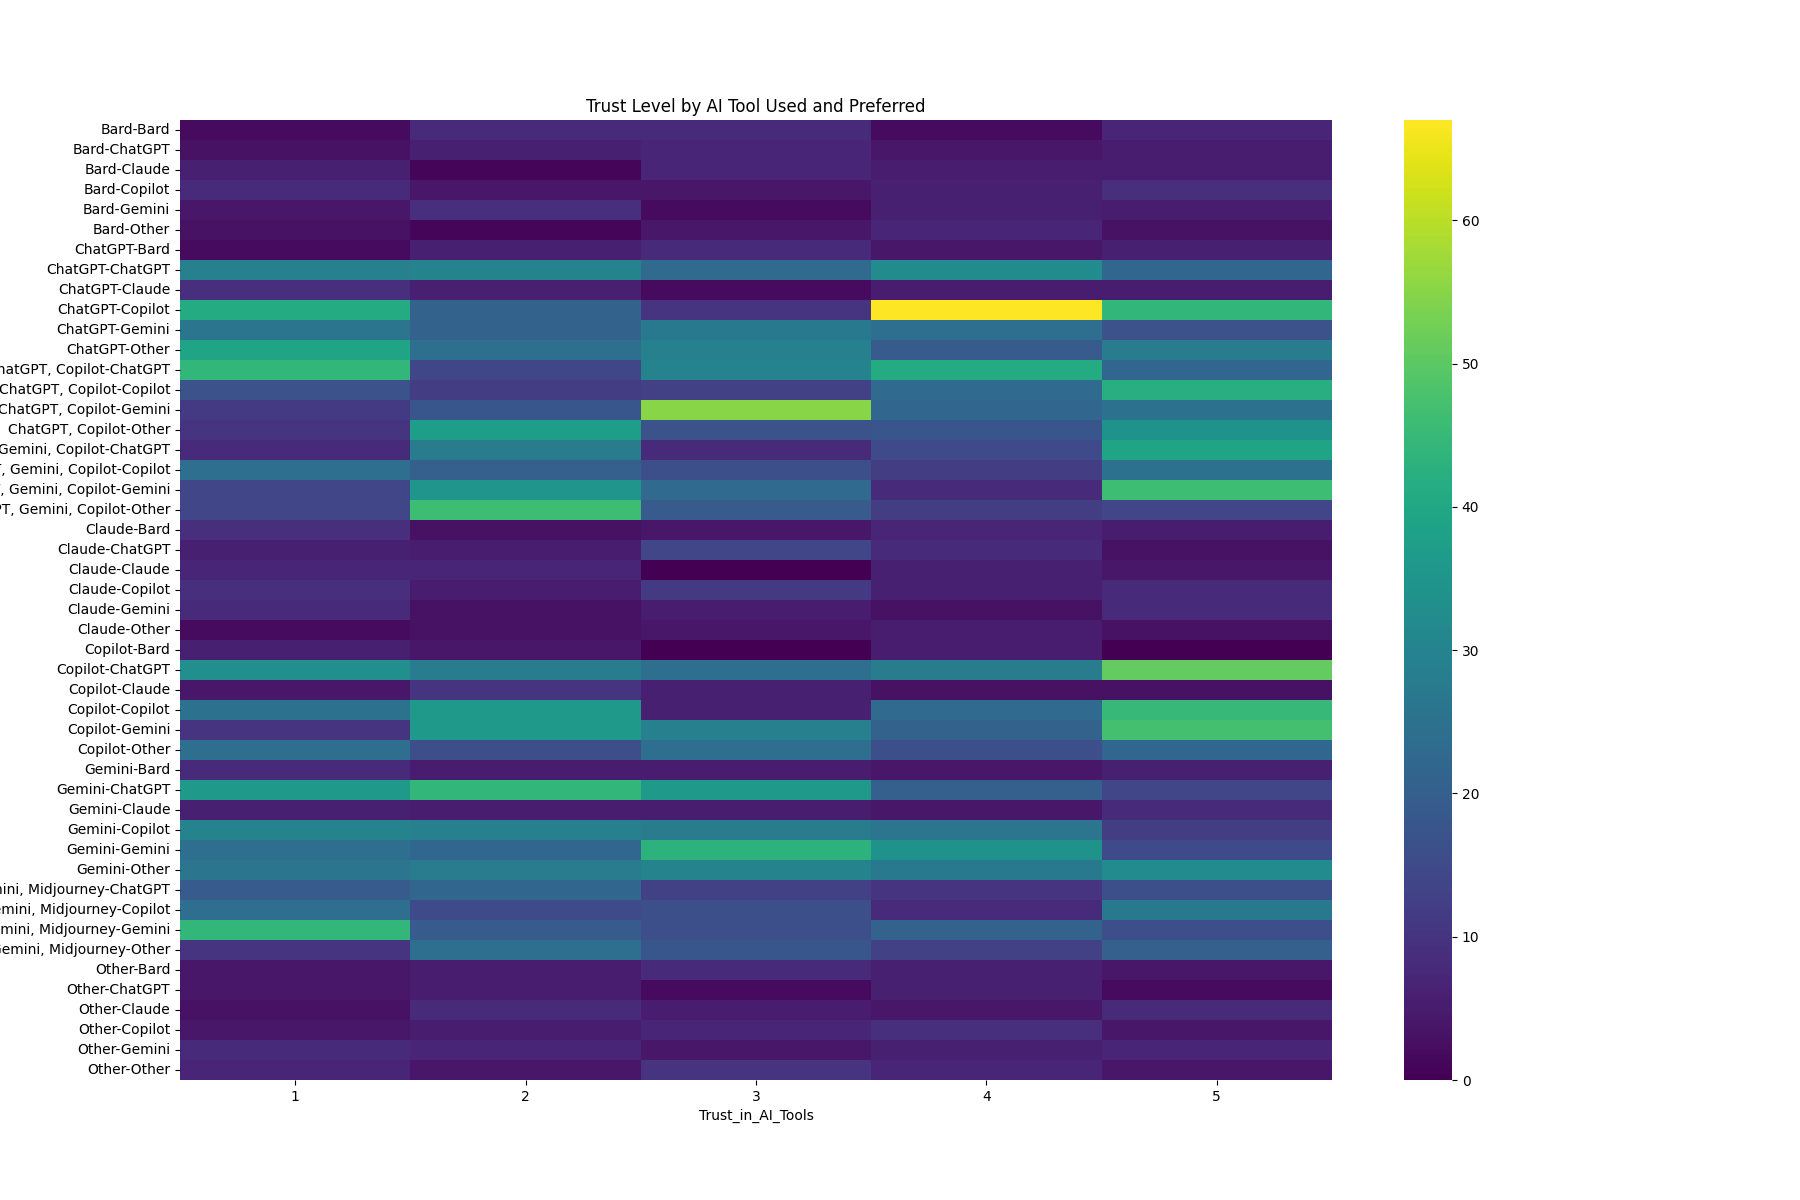 Trust Level by AI Tool Used and Preferred
Bard-Bard
Bard-ChatGPT
Bard-Claude
Bard-Copilot
Bard-Gemini
Bard-Other
ChatGPT-Bard
ChatGPT-ChatGPT
ChatGPT-Claude
ChatGPT-Copilot
ChatGPT-Gemini
ChatGPT-Other
hatGPT, Copilot-ChatGPT
ChatGPT, Copilot-Copilot
ChatGPT, Copilot-Gemini
ChatGPT, Copilot-Other
Gemini, Copilot-ChatGPT
, Gemini, Copilot-Copilot
, Gemini, Copilot-Gemini
PT, Gemini, Copilot-Other
Claude-Bard
Claude-ChatGPT
Claude-Claude
Claude-Copilot
Claude-Gemini
Claude-Other
Copilot-Bard
Copilot-ChatGPT
Copilot-Claude
Copilot-Copilot
Copilot-Gemini
Copilot-Other
Gemini-Bard
Gemini-ChatGPT
Gemini-Claude
Gemini-Copilot
Gemini-Gemini
Gemini-Other
ini, Midjourney-ChatGPT
mini, Midjourney-Copilot
mini, Midjourney-Gemini
emini, Midjourney-Other
Other-Bard
Other-ChatGPT
Other-Claude
Other-Copilot
Other-Gemini
Other-Other
1 2 3 4 5
Trust_in_AI_Tools
60
50
40
30
20
10
0